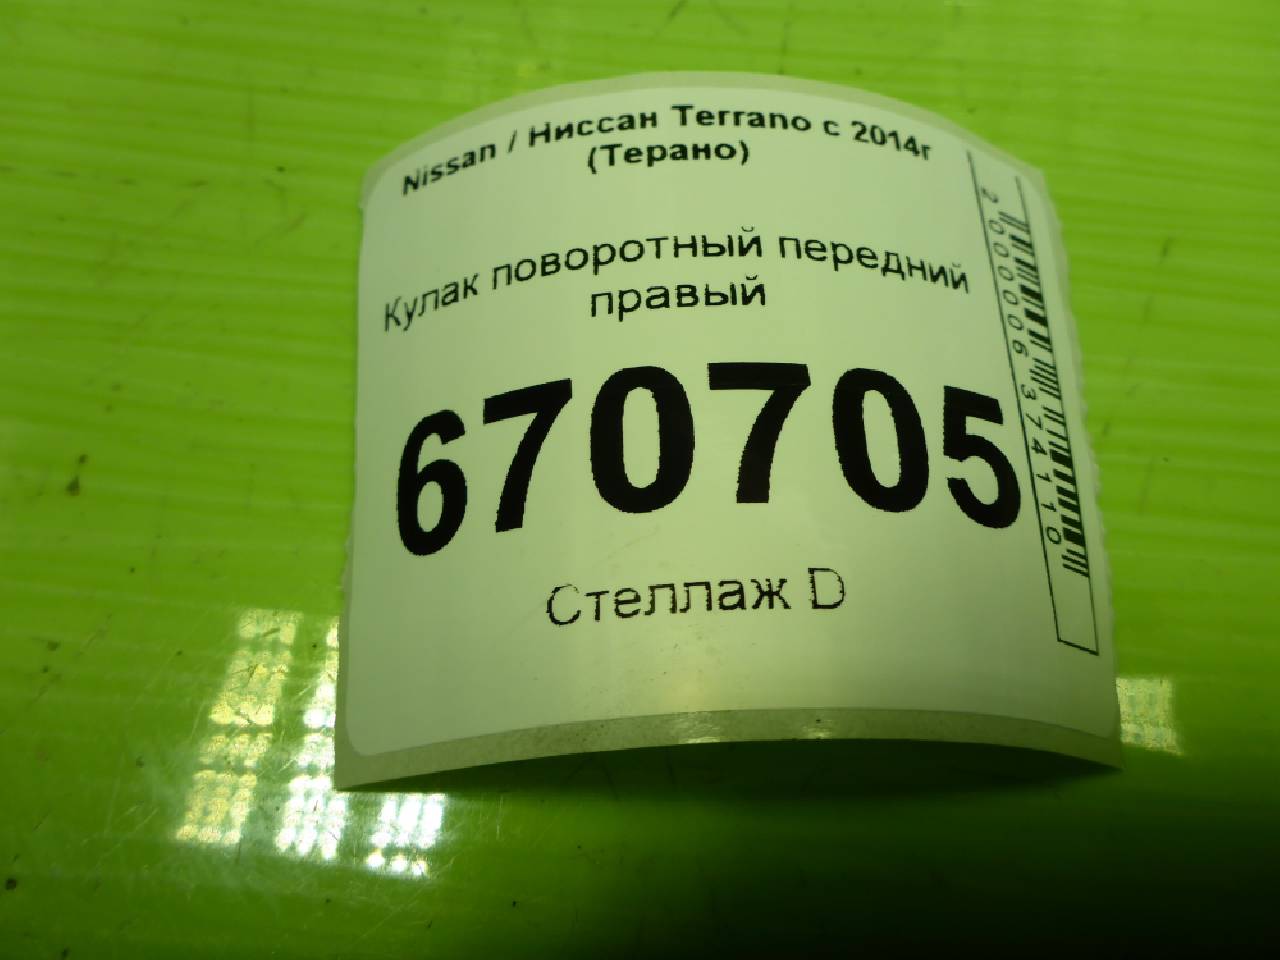 Nissan / Ниссан Terrano с 2014г
(Терано)
Кулак поворотный передний
правый
670705
Стеллаж D
2000006374110